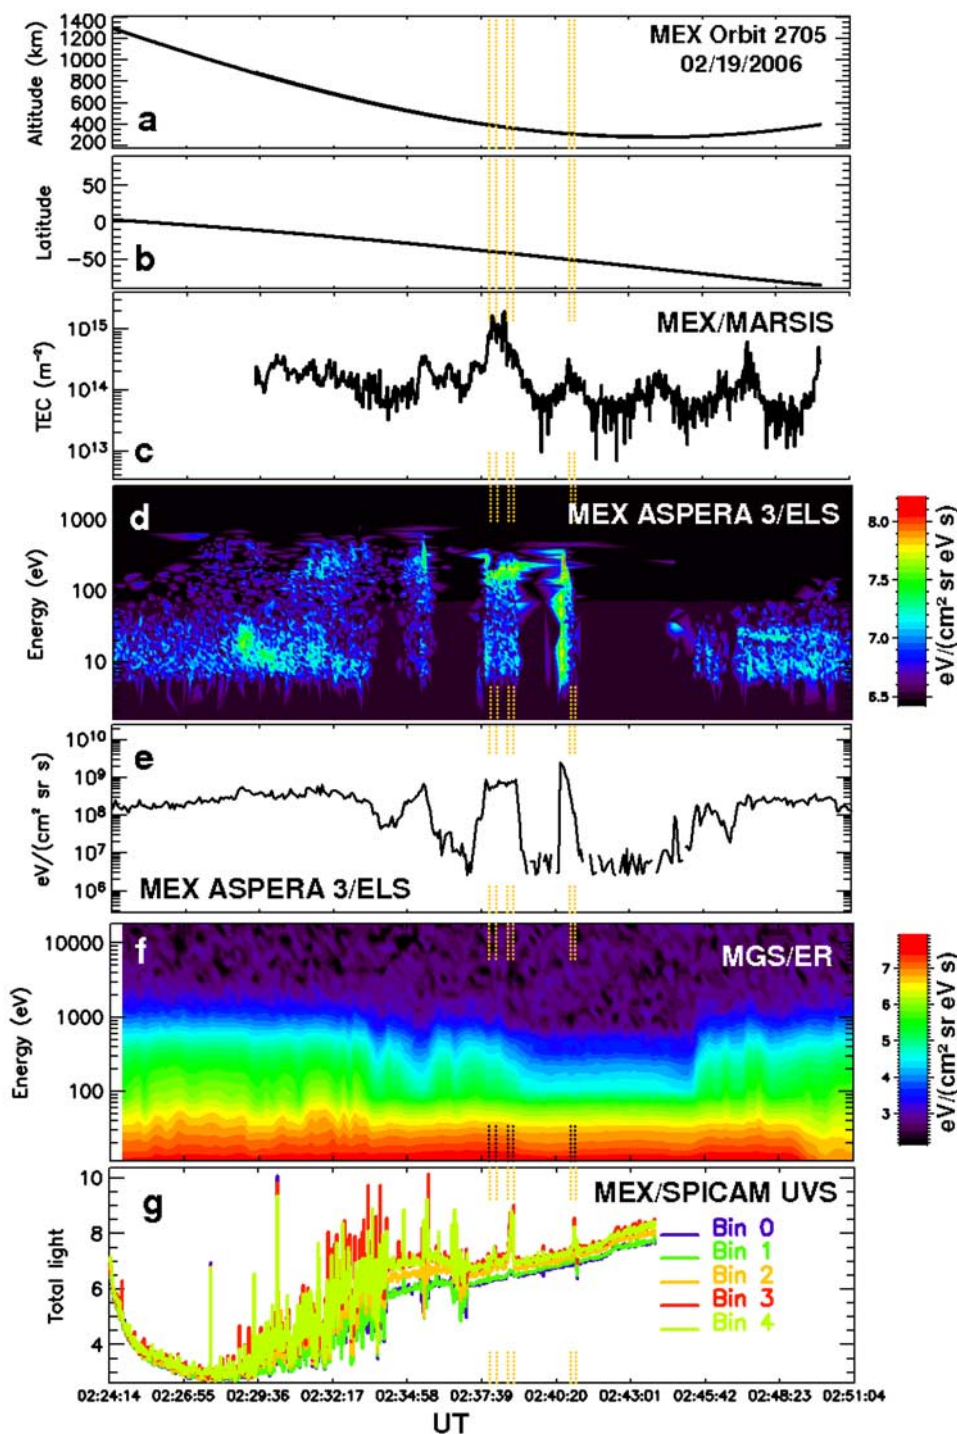 1400
1200
1000
800
600
400
200
Altitude (km)
a
MEX Orbit 2705
02/19/2006
50
0
−50
Latitude
b
10¹⁵
10¹⁴
10¹³
TEC (m⁻²)
c
MEX/MARSIS
1000
100
10
Energy (eV)
d
MEX ASPERA 3/ELS
8.0
7.5
7.0
6.5
eV/(cm² sr eV s)
10¹⁰
10⁹
10⁸
10⁷
10⁶
eV/(cm² sr s)
e
MEX ASPERA 3/ELS
10000
1000
100
Energy (eV)
f
MGS/ER
7
6
5
4
3
eV/(cm² sr eV s)
10
8
6
4
Total light
g
MEX/SPICAM UVS
Bin 0
Bin 1
Bin 2
Bin 3
Bin 4
02:24:14 02:26:55 02:29:36 02:32:17 02:34:58 02:37:39 02:40:20 02:43:01 02:45:42 02:48:23 02:51:04
UT